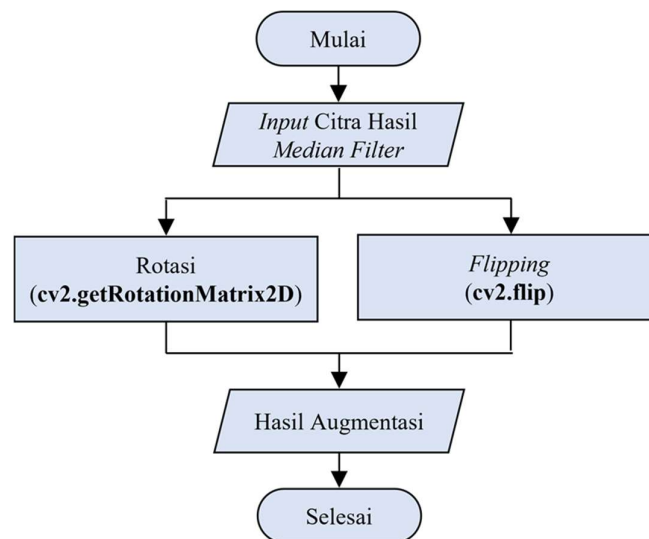 Mulai
Input Citra Hasil
Median Filter
Rotasi
(cv2.getRotationMatrix2D)
Flipping
(cv2.flip)
Hasil Augmentasi
Selesai